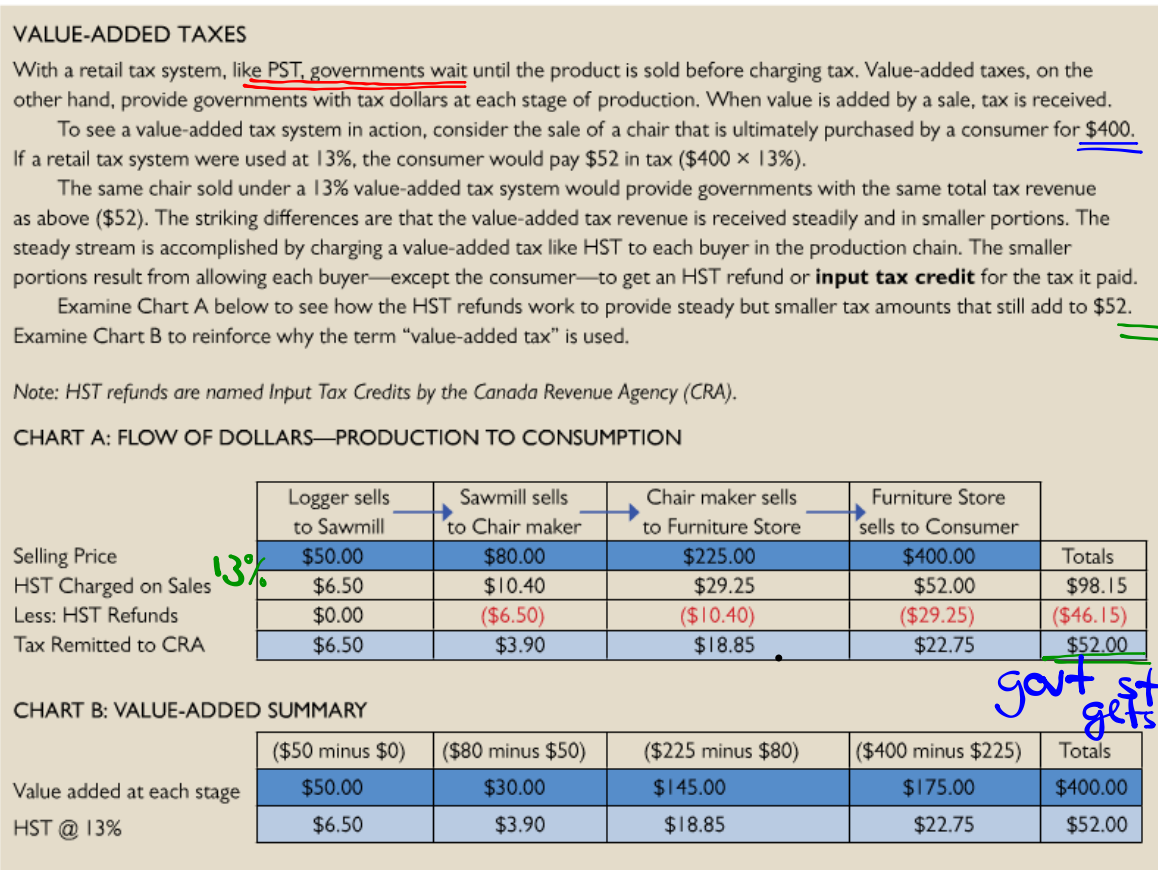 VALUE-ADDED TAXES
With a retail tax system, like PST, governments wait until the product is sold before charging tax. Value-added taxes, on the
other hand, provide governments with tax dollars at each stage of production. When value is added by a sale, tax is received.
To see a value-added tax system in action, consider the sale of a chair that is ultimately purchased by a consumer for $400.
If a retail tax system were used at 13%, the consumer would pay $52 in tax ($400 × 13%).
The same chair sold under a 13% value-added tax system would provide governments with the same total tax revenue
as above ($52). The striking differences are that the value-added tax revenue is received steadily and in smaller portions. The
steady stream is accomplished by charging a value-added tax like HST to each buyer in the production chain. The smaller
portions result from allowing each buyer—except the consumer—to get an HST refund or input tax credit for the tax it paid.
Examine Chart A below to see how the HST refunds work to provide steady but smaller tax amounts that still add to $52.
Examine Chart B to reinforce why the term “value-added tax” is used.
Note: HST refunds are named Input Tax Credits by the Canada Revenue Agency (CRA).
CHART A: FLOW OF DOLLARS—PRODUCTION TO CONSUMPTION
Logger sells Sawmill sells Chair maker sells Furniture Store
to Sawmill to Chair maker to Furniture Store sells to Consumer
Selling Price $50.00 $80.00 $225.00 $400.00 Totals
13%
HST Charged on Sales $6.50 $10.40 $29.25 $52.00 $98.15
Less: HST Refunds $0.00 ($6.50) ($10.40) ($29.25) ($46.15)
Tax Remitted to CRA $6.50 $3.90 $18.85 $22.75 $52.00
govt st
gets
CHART B: VALUE-ADDED SUMMARY
($50 minus $0) ($80 minus $50) ($225 minus $80) ($400 minus $225) Totals
Value added at each stage $50.00 $30.00 $145.00 $175.00 $400.00
HST @ 13% $6.50 $3.90 $18.85 $22.75 $52.00